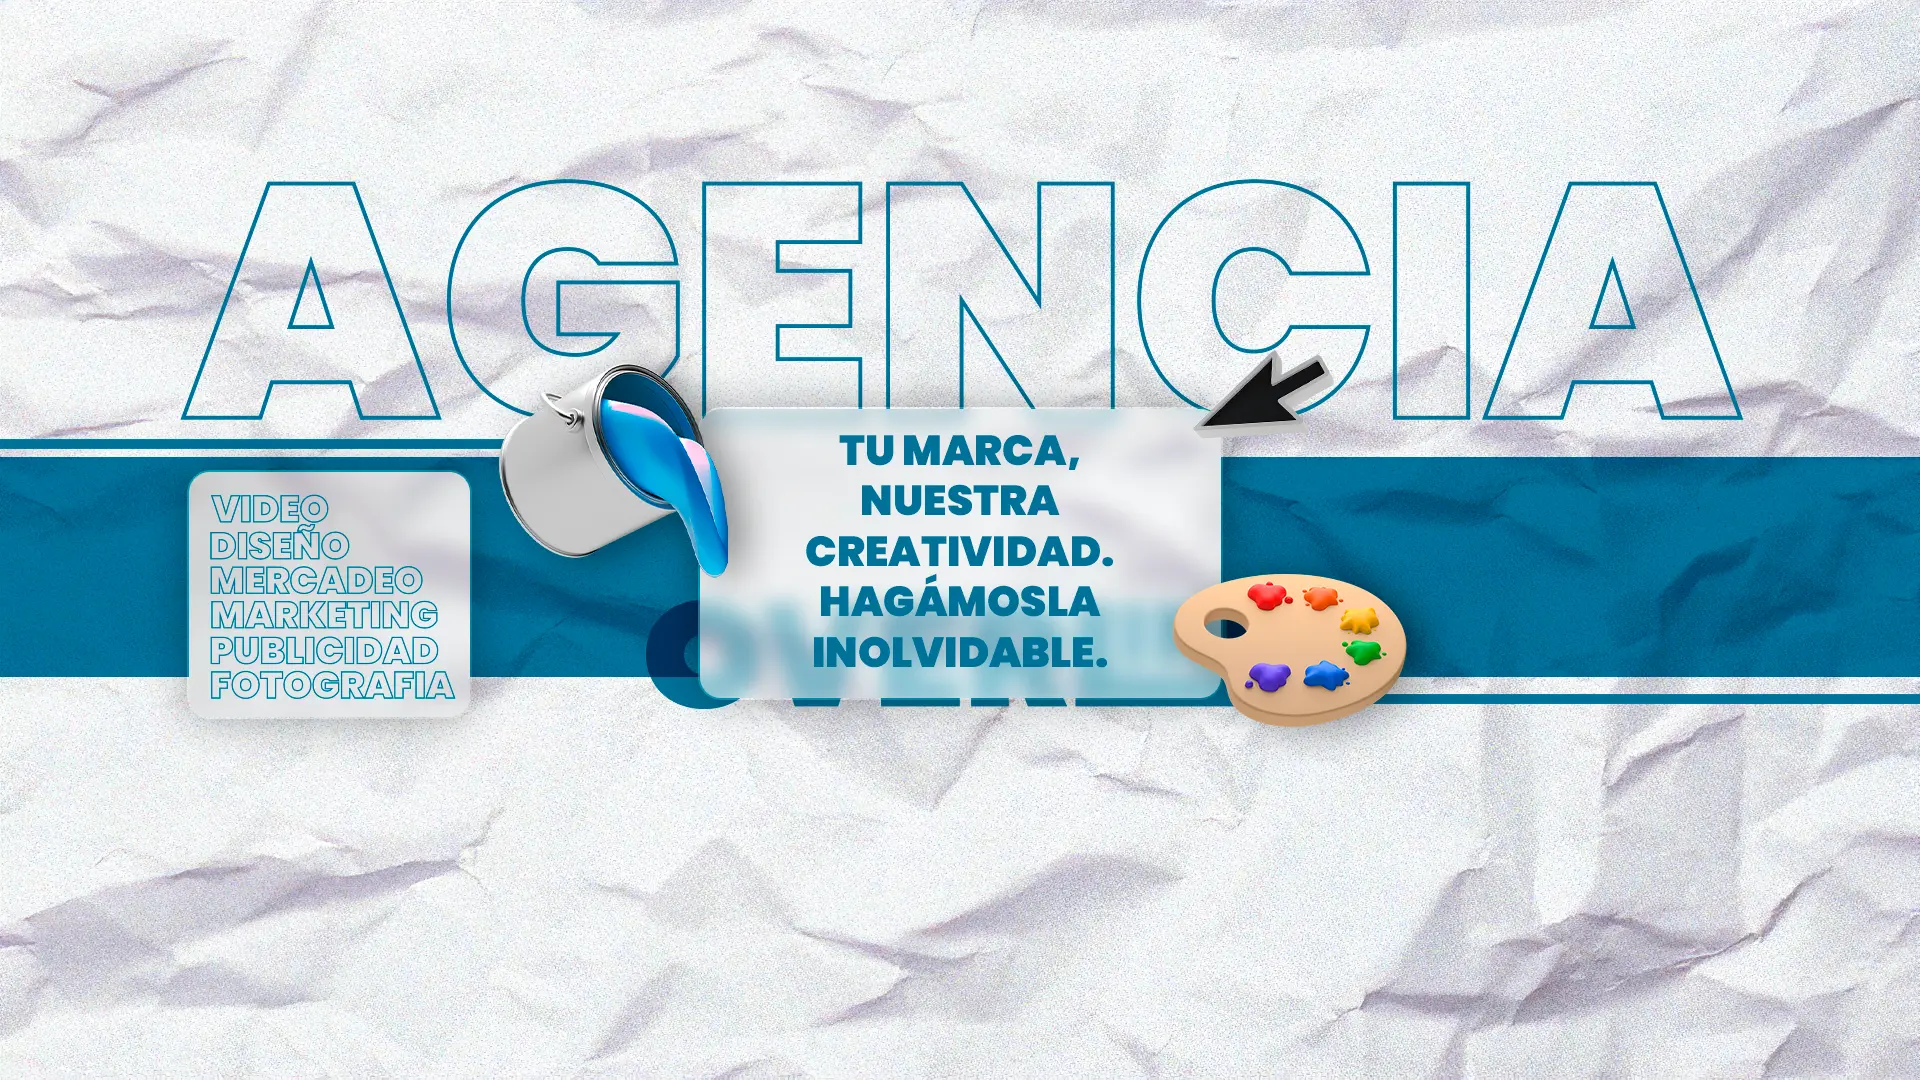 AGENCIA
VIDEO
DISEÑO
MERCADEO
MARKETING
PUBLICIDAD
FOTOGRAFIA
TU MARCA,
NUESTRA
CREATIVIDAD.
HAGÁMOSLA
INOLVIDABLE.